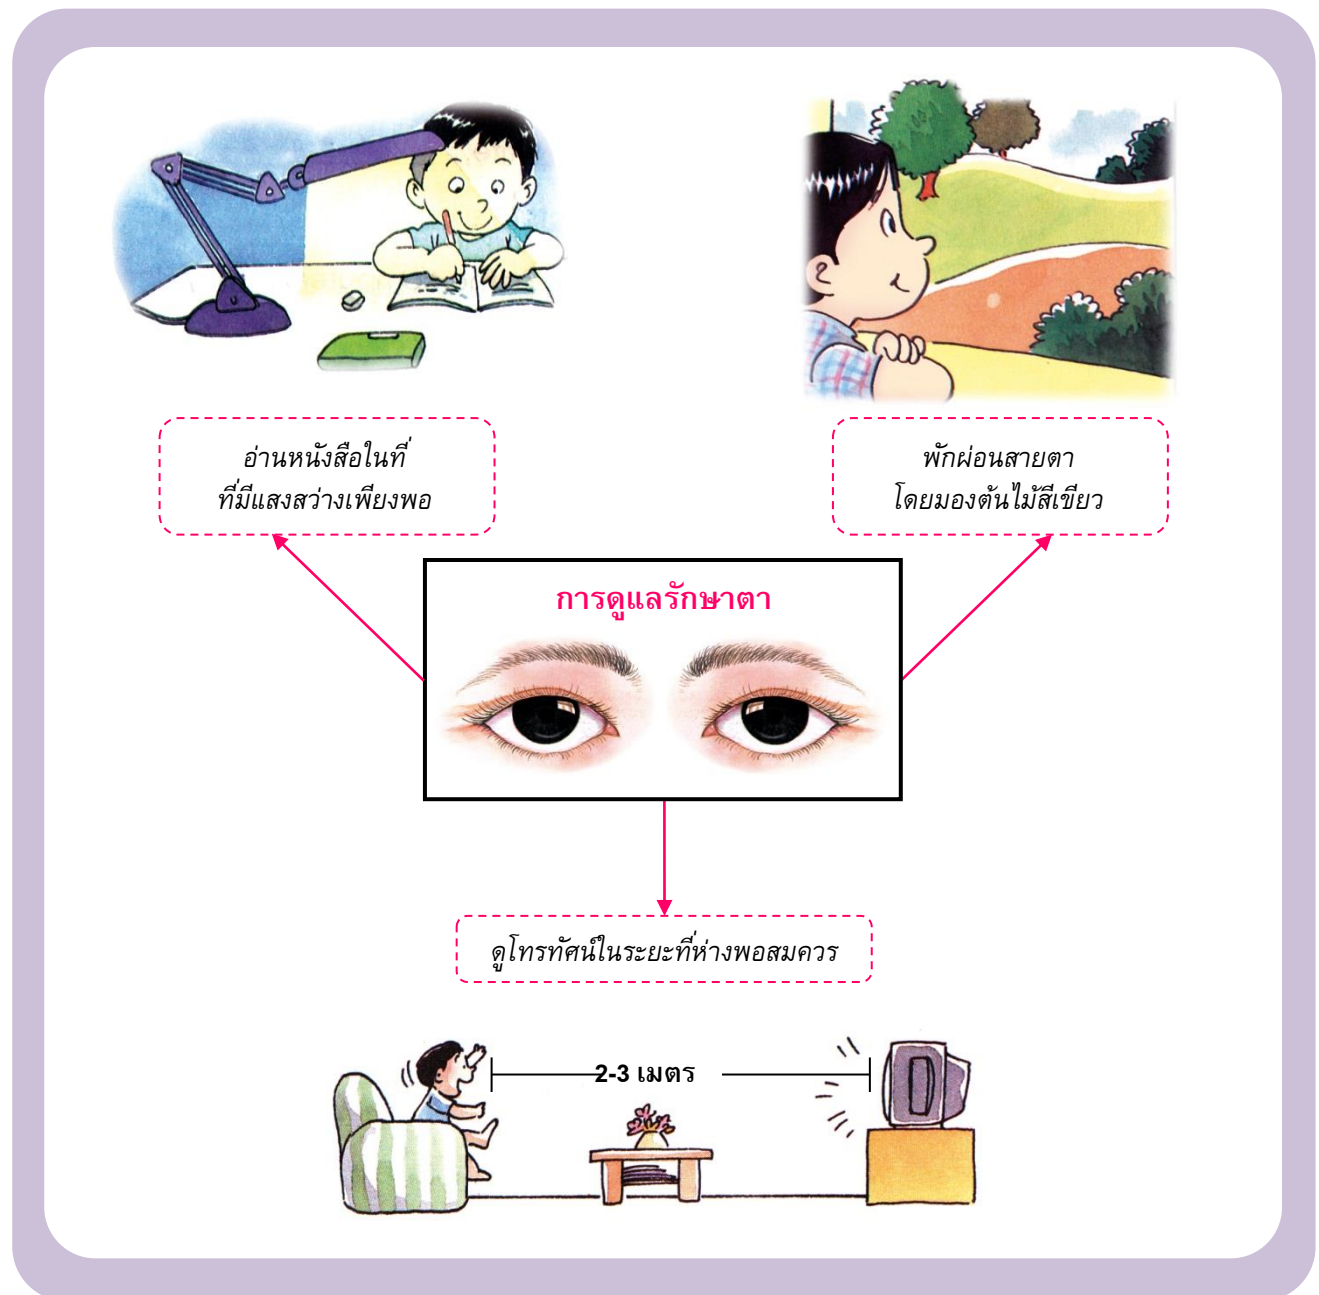 อ่านหนังสือในที่
ที่มีแสงสว่างเพียงพอ
พักผ่อนสายตา
โดยมองต้นไม้สีเขียว
การดูแลรักษาตา
ดูโทรทัศน์ในระยะที่ห่างพอสมควร
2-3 เมตร